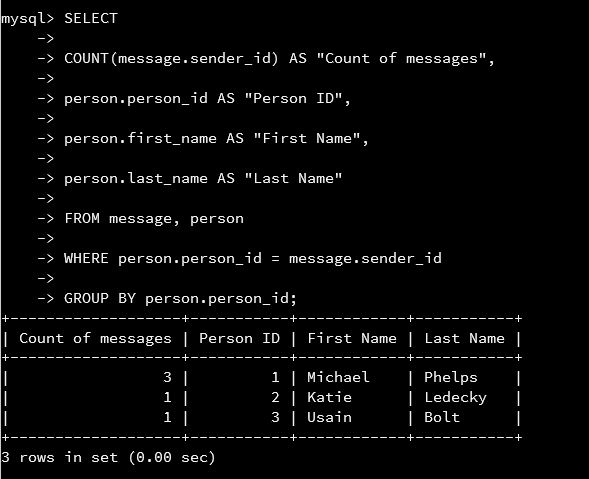 mysql> SELECT
    ->
    -> COUNT(message.sender_id) AS "Count of messages",
    ->
    -> person.person_id AS "Person ID",
    ->
    -> person.first_name AS "First Name",
    ->
    -> person.last_name AS "Last Name"
    ->
    -> FROM message, person
    ->
    -> WHERE person.person_id = message.sender_id
    ->
    -> GROUP BY person.person_id;
+-------------------+-----------+------------+-----------+
| Count of messages | Person ID | First Name | Last Name |
+-------------------+-----------+------------+-----------+
|                 3 |         1 | Michael    | Phelps    |
|                 1 |         2 | Katie      | Ledecky   |
|                 1 |         3 | Usain      | Bolt      |
+-------------------+-----------+------------+-----------+
3 rows in set (0.00 sec)